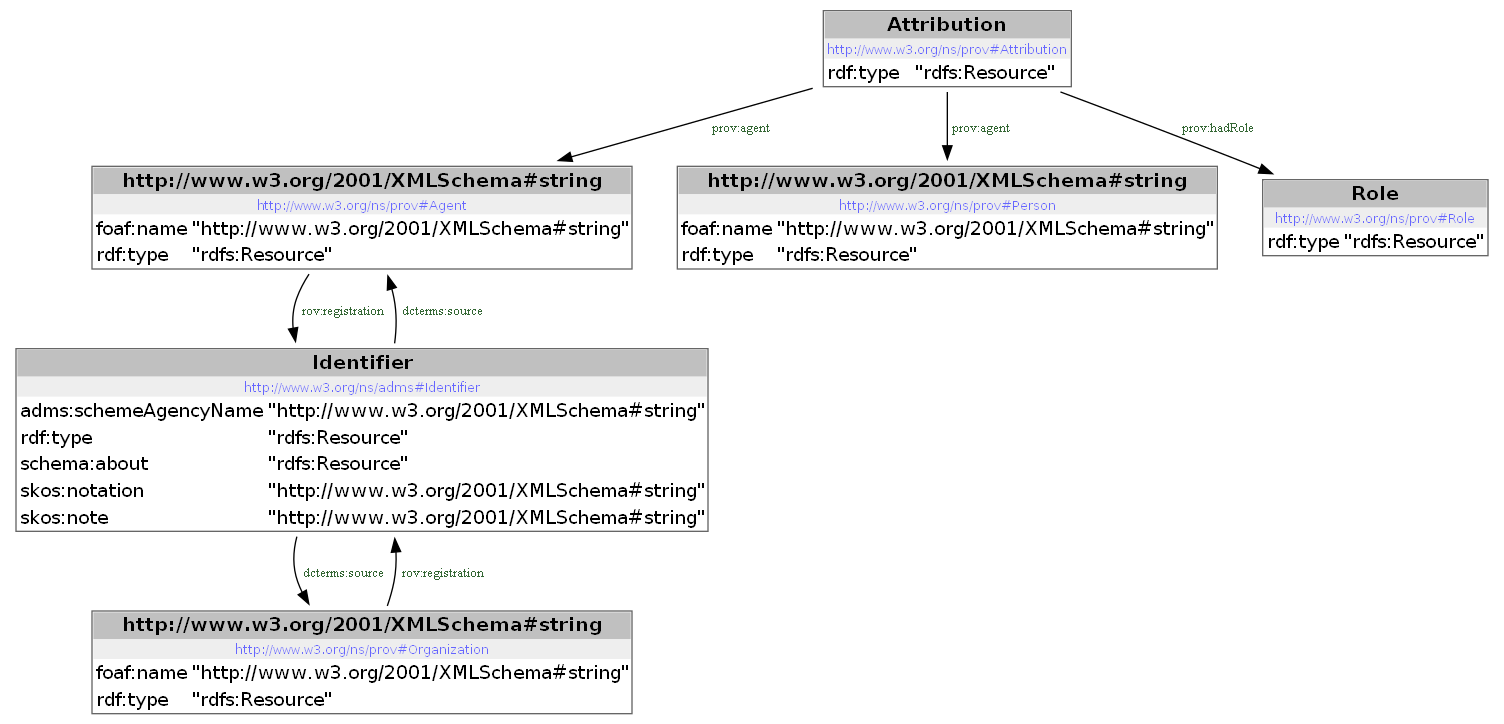 Attribution
http://www.w3.org/ns/prov#Attribution
rdf:type "rdfs:Resource"
prov:agent
prov:agent
prov:hadRole
http://www.w3.org/2001/XMLSchema#string
http://www.w3.org/ns/prov#Agent
foaf:name "http://www.w3.org/2001/XMLSchema#string"
rdf:type "rdfs:Resource"
http://www.w3.org/2001/XMLSchema#string
http://www.w3.org/ns/prov#Person
foaf:name "http://www.w3.org/2001/XMLSchema#string"
rdf:type "rdfs:Resource"
Role
http://www.w3.org/ns/prov#Role
rdf:type "rdfs:Resource"
rov:registration
dcterms:source
Identifier
http://www.w3.org/ns/adms#Identifier
adms:schemeAgencyName "http://www.w3.org/2001/XMLSchema#string"
rdf:type "rdfs:Resource"
schema:about "rdfs:Resource"
skos:notation "http://www.w3.org/2001/XMLSchema#string"
skos:note "http://www.w3.org/2001/XMLSchema#string"
dcterms:source
rov:registration
http://www.w3.org/2001/XMLSchema#string
http://www.w3.org/ns/prov#Organization
foaf:name "http://www.w3.org/2001/XMLSchema#string"
rdf:type "rdfs:Resource"